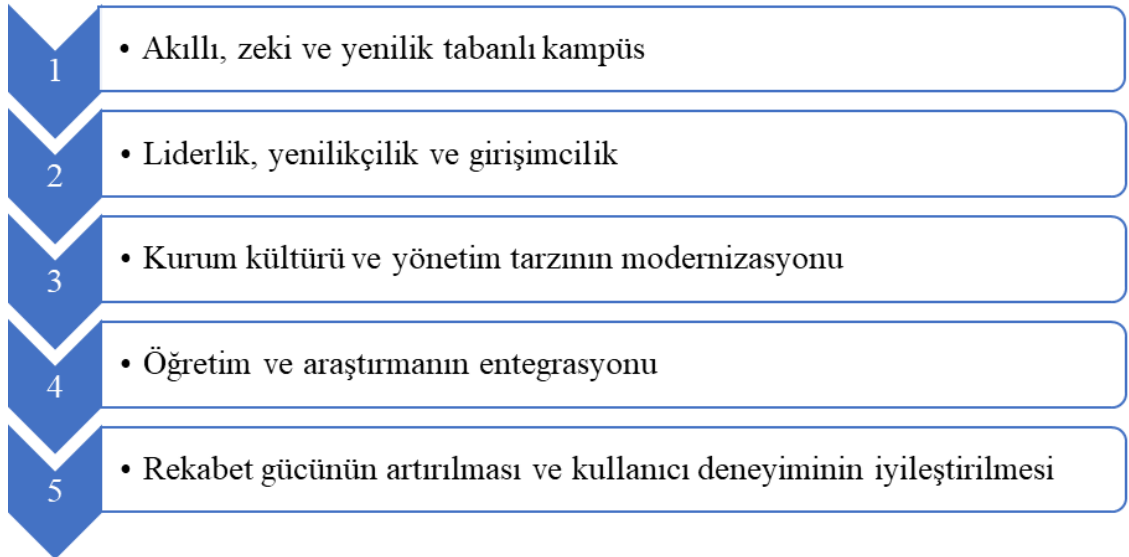 1
• Akıllı, zeki ve yenilik tabanlı kampüs
2
• Liderlik, yenilikçilik ve girişimcilik
3
• Kurum kültürü ve yönetim tarzının modernizasyonu
4
• Öğretim ve araştırmanın entegrasyonu
5
• Rekabet gücünün artırılması ve kullanıcı deneyiminin iyileştirilmesi